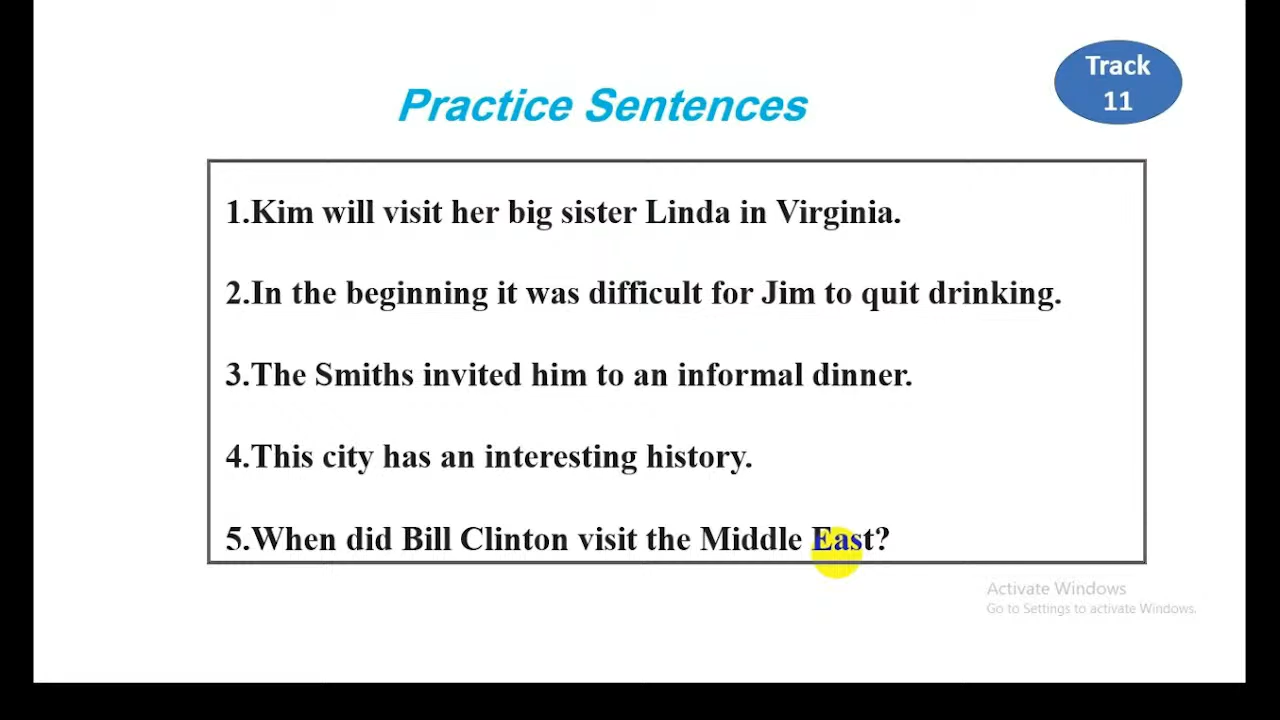 Track
11
Practice Sentences
1.Kim will visit her big sister Linda in Virginia.
2.In the beginning it was difficult for Jim to quit drinking.
3.The Smiths invited him to an informal dinner.
4.This city has an interesting history.
5.When did Bill Clinton visit the Middle East?
Activate Windows
Go to Settings to activate Windows.